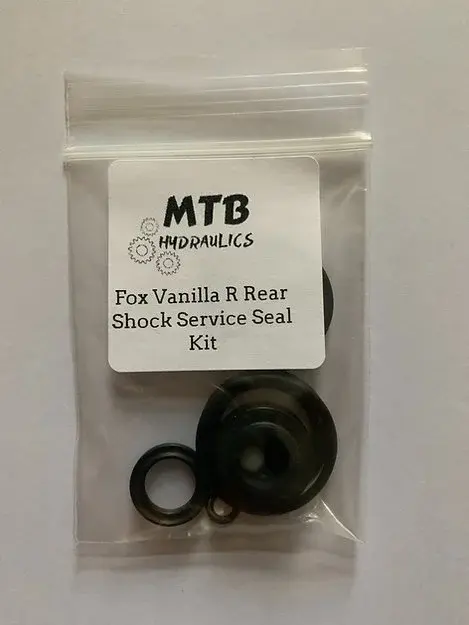 MTB
HYDRAULICS
Fox Vanilla R Rear
Shock Service Seal
Kit